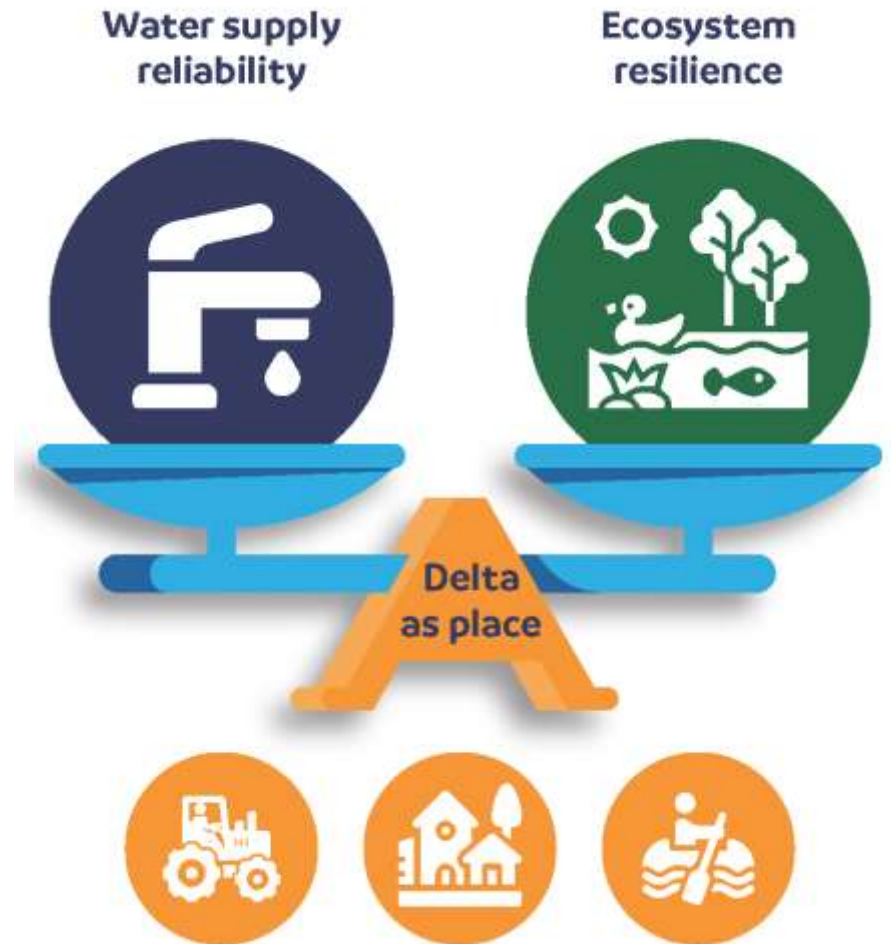 Water supply
reliability
Ecosystem
resilience
Delta
as place